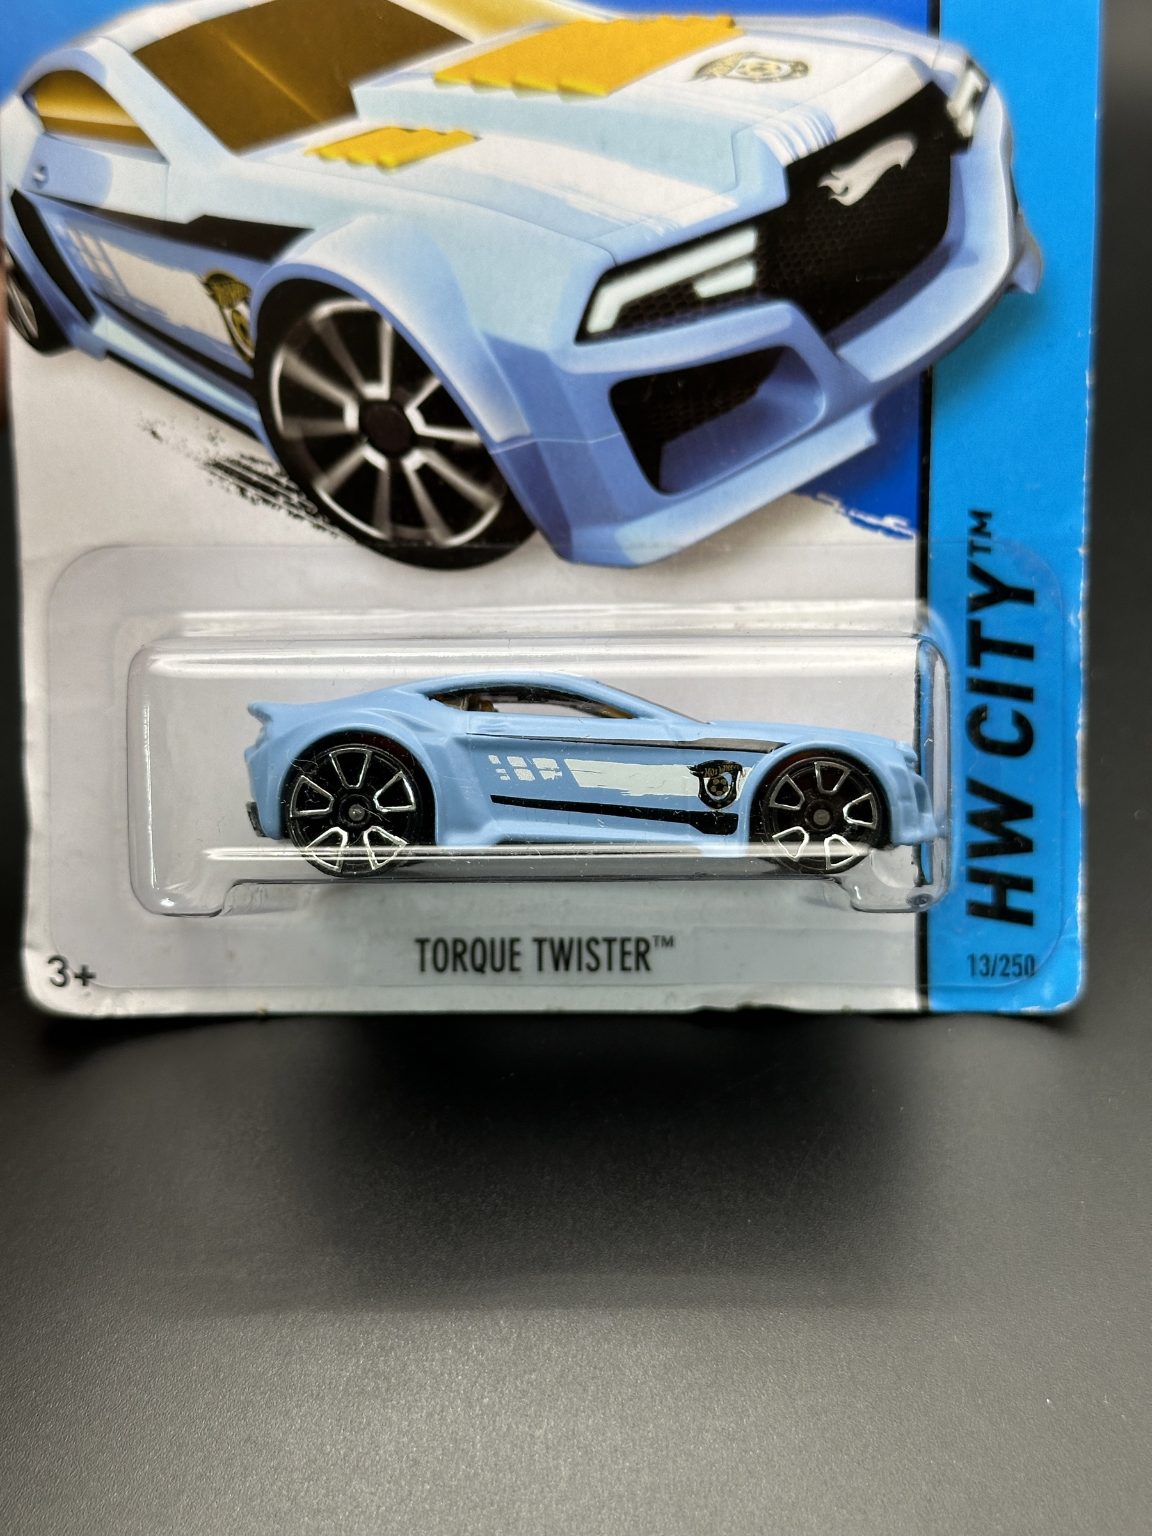 HW CITY™
TORQUE TWISTER™
3+
13/250